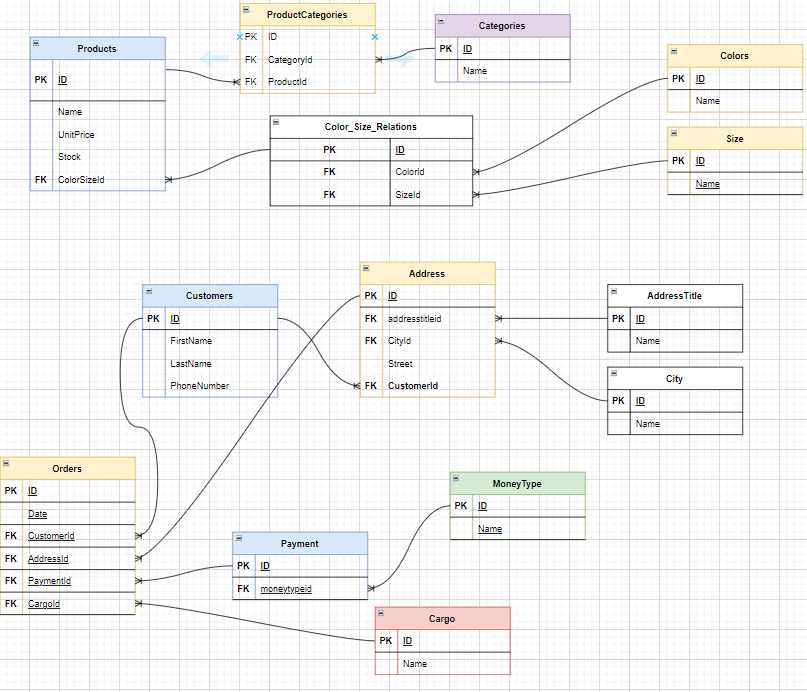 ProductCategories
PK ID
FK CategoryId
FK ProductId
Categories
PK ID
Name
Products
PK ID
Name
UnitPrice
Stock
FK ColorSizeId
Colors
PK ID
Name
Color_Size_Relations
PK ID
FK ColorId
FK SizeId
Size
PK ID
Name
Customers
PK ID
FirstName
LastName
PhoneNumber
Address
PK ID
FK addresstitleid
FK CityId
Street
FK CustomerId
AddressTitle
PK ID
Name
City
PK ID
Name
Orders
PK ID
Date
FK CustomerId
FK AddressId
FK PaymentId
FK CargoId
MoneyType
PK ID
Name
Payment
PK ID
FK moneytypeid
Cargo
PK ID
Name